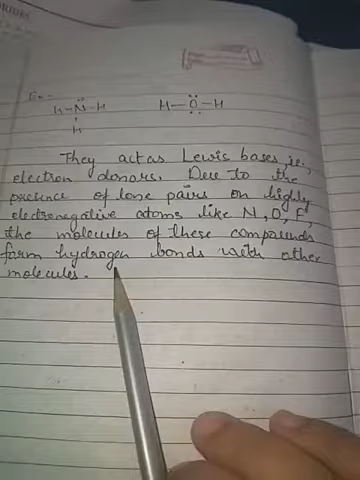 Ex:-
H-N̈-H H-Ö-H
H
They act as Lewis bases, i.e.,
electron donors. Due to the
presence of lone pairs on highly
electronegative atoms like N, O, F,
the molecules of these compounds
form hydrogen bonds with other
molecules.